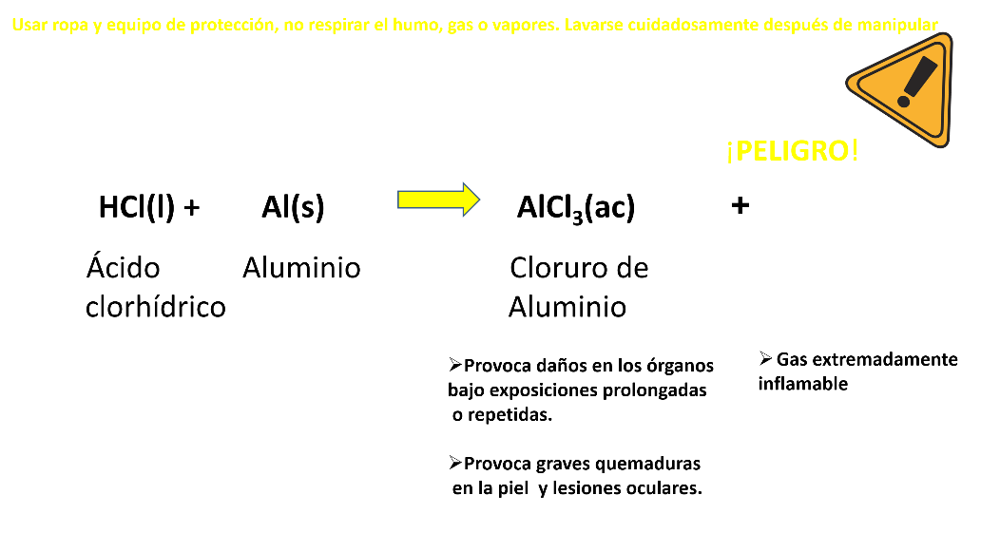 Usar ropa y equipo de protección, no respirar el humo, gas o vapores. Lavarse cuidadosamente después de manipular
¡PELIGRO!
HCl(l) + Al(s) AlCl₃(ac) +
Ácido Aluminio Cloruro de
clorhídrico Aluminio
➢Provoca daños en los órganos
bajo exposiciones prolongadas
o repetidas.
➢Provoca graves quemaduras
en la piel y lesiones oculares.
➢ Gas extremadamente
inflamable